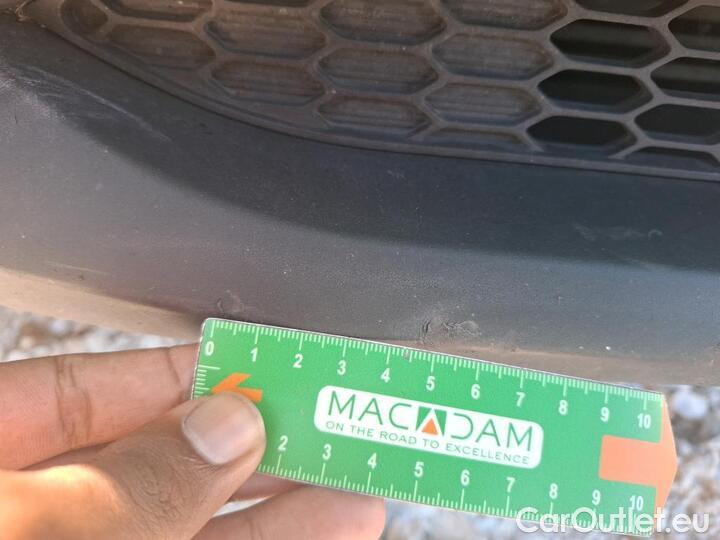 0 1 2 3 4 5 6 7 8 9 10
MACADAM
ON THE ROAD TO EXCELLENCE
2 3 4 5 6 7 8 9 10
CarOutlet.eu